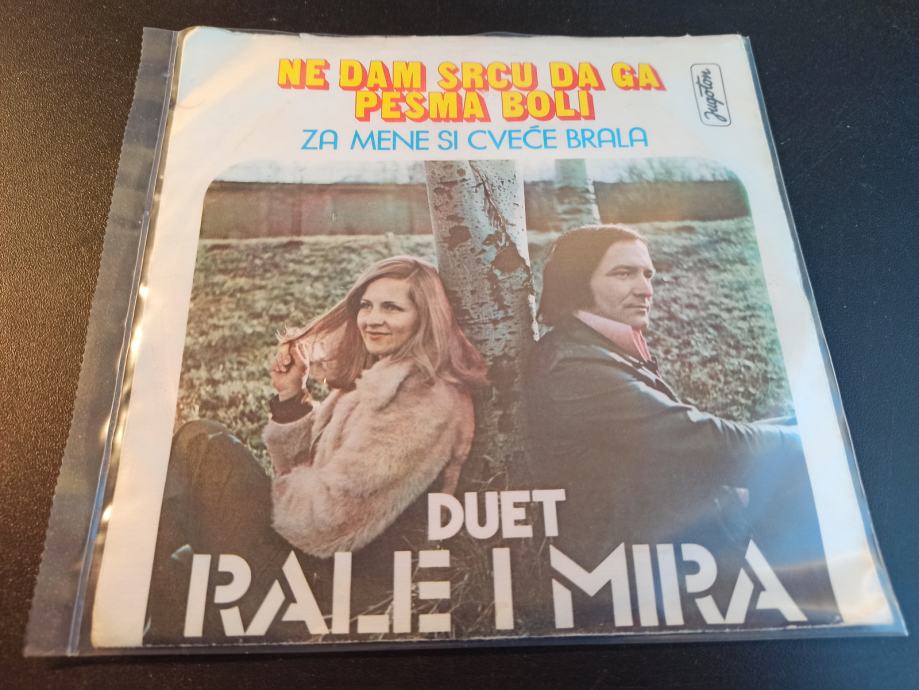 NE DAM SRCU DA GA
PESMA BOLI
ZA MENE SI CVEĆE BRALA
Jugoton
DUET
RALE I MIRA